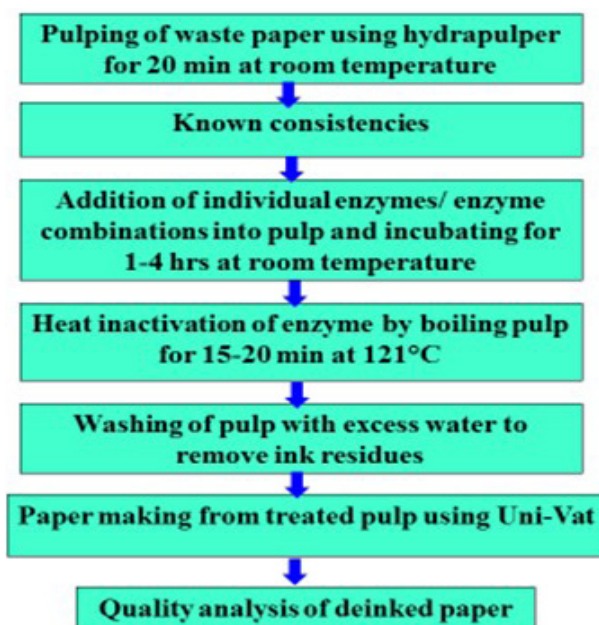 Pulping of waste paper using hydrapulper
for 20 min at room temperature
Known consistencies
Addition of individual enzymes/ enzyme
combinations into pulp and incubating for
1-4 hrs at room temperature
Heat inactivation of enzyme by boiling pulp
for 15-20 min at 121°C
Washing of pulp with excess water to
remove ink residues
Paper making from treated pulp using Uni-Vat
Quality analysis of deinked paper